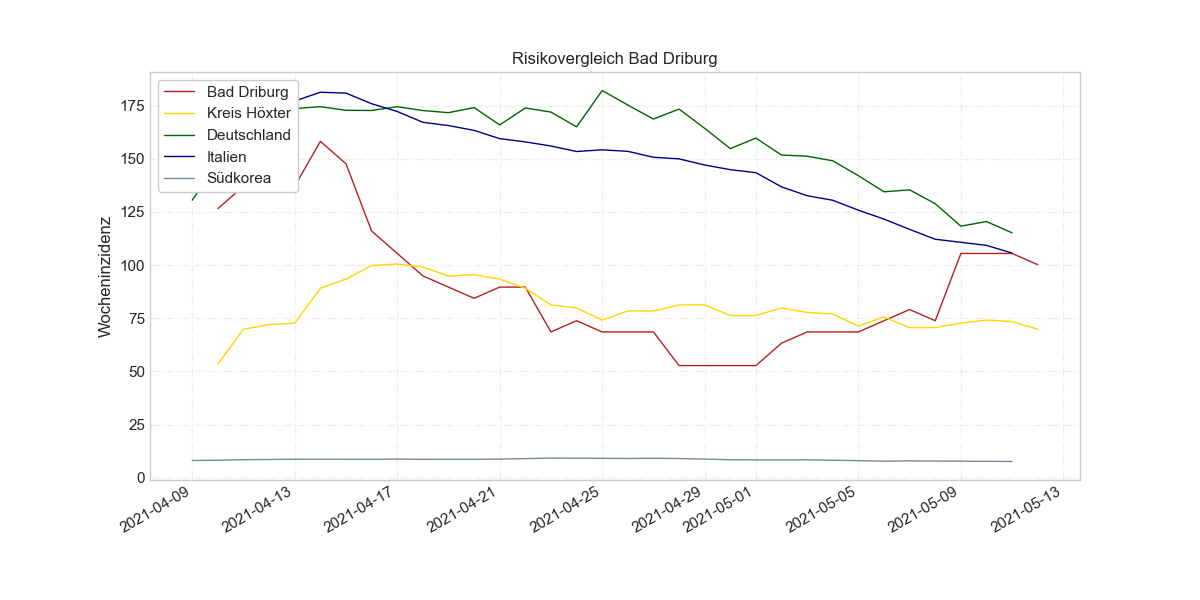 Risikovergleich Bad Driburg
Bad Driburg
Kreis Höxter
Deutschland
Italien
Südkorea
Wocheninzidenz
175
150
125
100
75
50
25
0
2021-04-09
2021-04-13
2021-04-17
2021-04-21
2021-04-25
2021-04-29
2021-05-01
2021-05-05
2021-05-09
2021-05-13